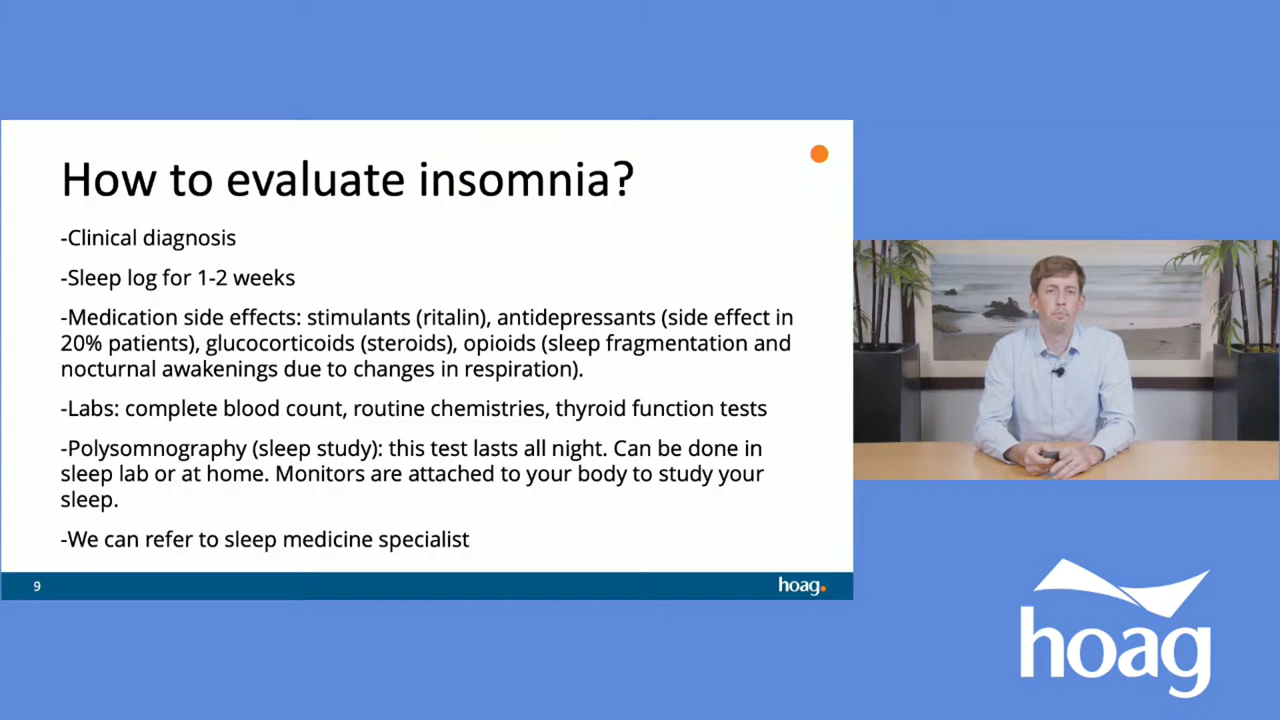 How to evaluate insomnia?
-Clinical diagnosis
-Sleep log for 1-2 weeks
-Medication side effects: stimulants (ritalin), antidepressants (side effect in
20% patients), glucocorticoids (steroids), opioids (sleep fragmentation and
nocturnal awakenings due to changes in respiration).
-Labs: complete blood count, routine chemistries, thyroid function tests
-Polysomnography (sleep study): this test lasts all night. Can be done in
sleep lab or at home. Monitors are attached to your body to study your
sleep.
-We can refer to sleep medicine specialist
9
hoag.
hoag